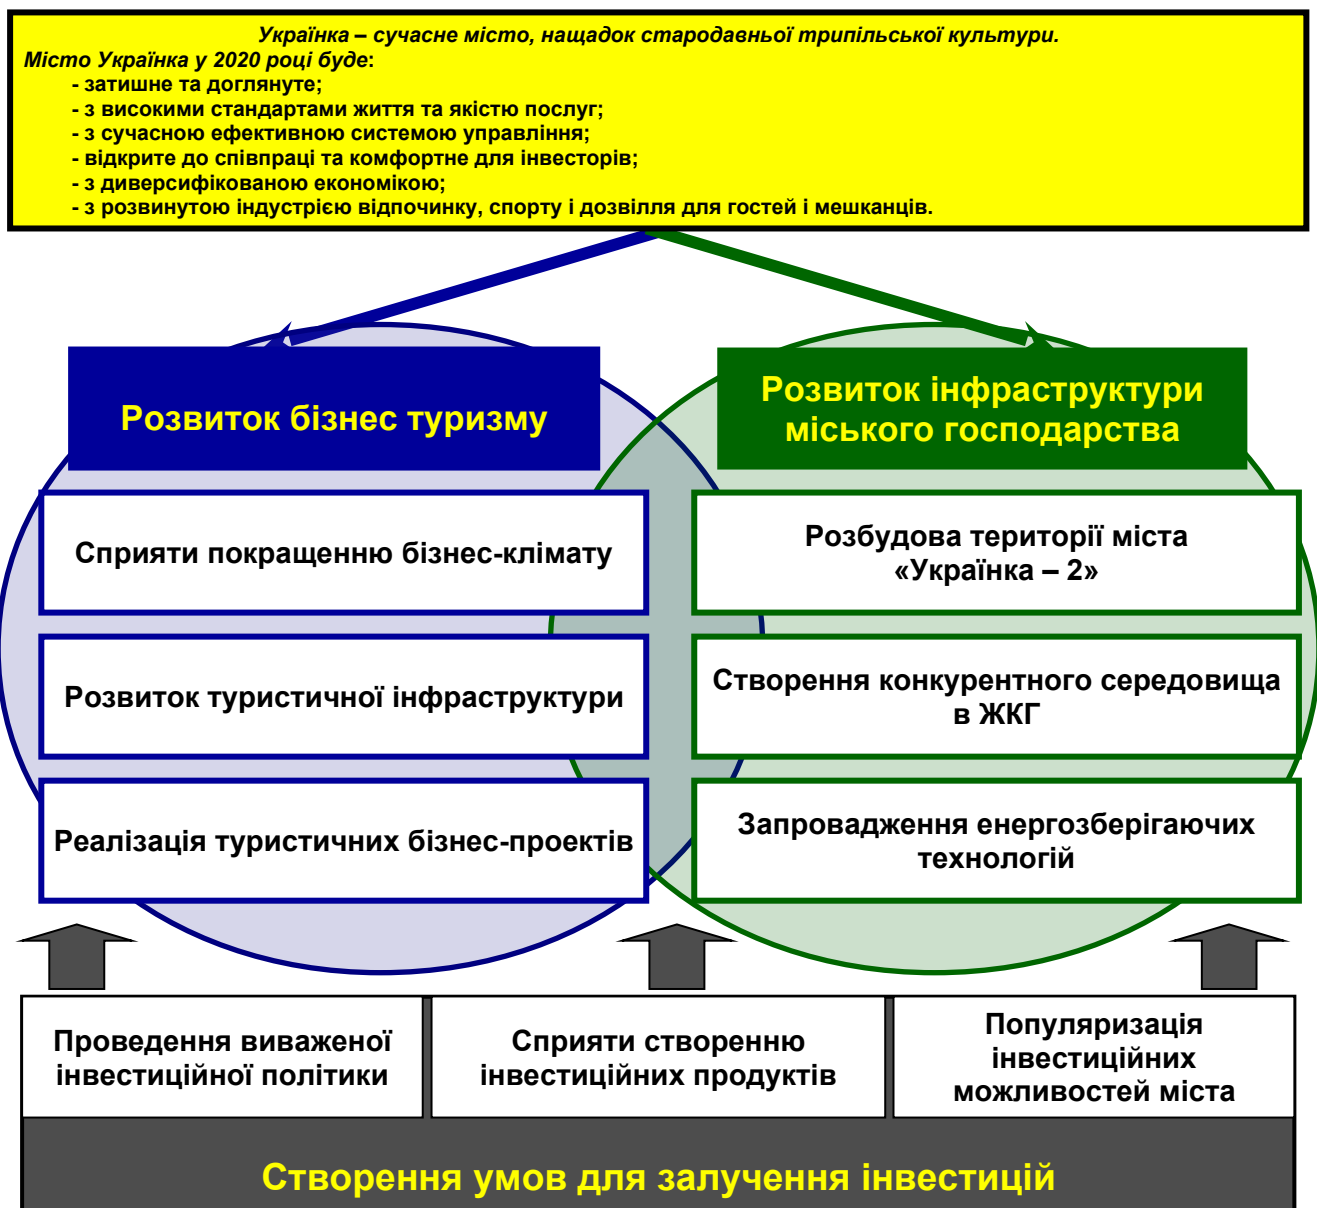 Українка – сучасне місто, нащадок стародавньої трипільської культури.
Місто Українка у 2020 році буде:
- затишне та доглянуте;
- з високими стандартами життя та якістю послуг;
- з сучасною ефективною системою управління;
- відкрите до співпраці та комфортне для інвесторів;
- з диверсифікованою економікою;
- з розвинутою індустрією відпочинку, спорту і дозвілля для гостей і мешканців.
Розвиток бізнес туризму
Сприяти покращенню бізнес-клімату
Розвиток туристичної інфраструктури
Реалізація туристичних бізнес-проектів
Розвиток інфраструктури
міського господарства
Розбудова території міста
«Українка – 2»
Створення конкурентного середовища
в ЖКГ
Запровадження енергозберігаючих
технологій
Проведення виваженої
інвестиційної політики
Сприяти створенню
інвестиційних продуктів
Популяризація
інвестиційних
можливостей міста
Створення умов для залучення інвестицій